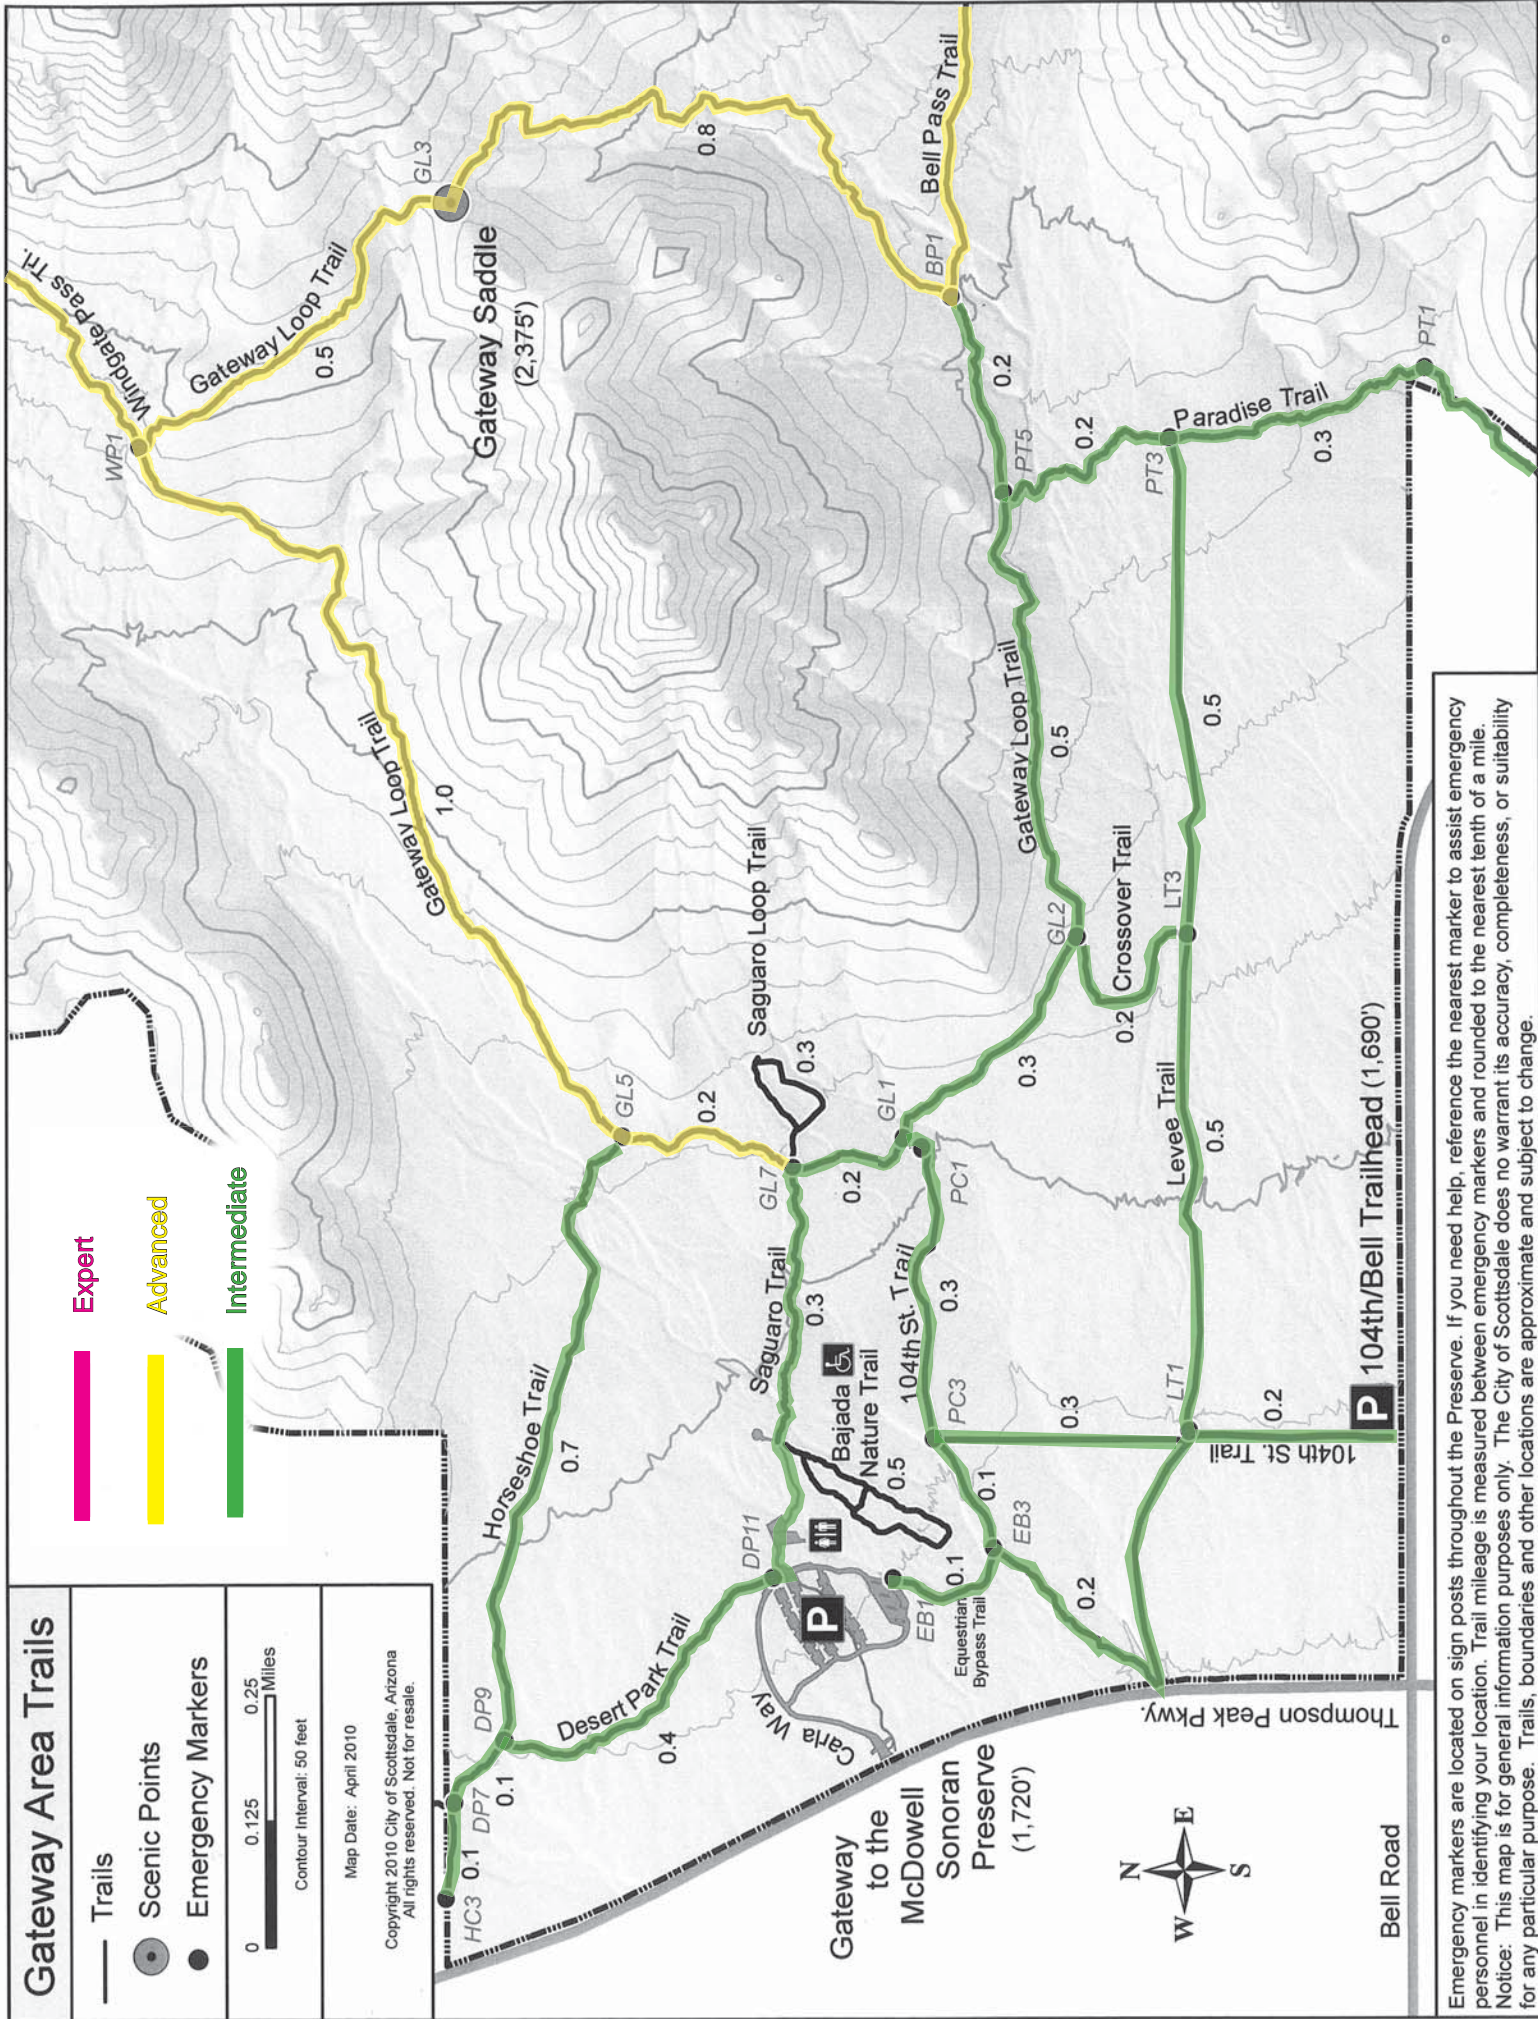 Gateway Area Trails
Trails
Scenic Points
Emergency Markers
0 0.125 0.25
Miles
Contour Interval: 50 feet
Map Date: April 2010
Copyright 2010 City of Scottsdale, Arizona
All rights reserved. Not for resale.
Expert
Advanced
Intermediate
Windgate Pass Trl.
WP1
Gateway Loop Trail
0.5
GL3
Gateway Saddle
(2,375')
0.8
Bell Pass Trail
BP1
0.2
Gateway Loop Trail
1.0
GL5
0.2
Saguaro Loop Trail
0.3
GL7
0.2
GL1
HC3
0.1
DP7
0.1
DP9
Horseshoe Trail
0.7
Desert Park Trail
0.4
DP11
Saguaro Trail
0.3
Bajada
Nature Trail
0.5
P
Carla Way
EB1
Equestrian
Bypass Trail
0.1
EB3
0.1
0.2
104th St. Trail
0.3
PC3
PC1
0.3
Gateway Loop Trail
0.5
GL2
0.3
Crossover Trail
0.2
LT3
PT5
0.2
PT3
Paradise Trail
0.3
PT1
0.5
Levee Trail
0.5
LT1
0.3
0.2
104th St. Trail
P
104th/Bell Trailhead (1,690')
Gateway
to the
McDowell
Sonoran
Preserve
(1,720')
Thompson Peak Pkwy.
Bell Road
N
W E
S
Emergency markers are located on sign posts throughout the Preserve. If you need help, reference the nearest marker to assist emergency
personnel in identifying your location. Trail mileage is measured between emergency markers and rounded to the nearest tenth of a mile.
Notice: This map is for general information purposes only. The City of Scottsdale does no warrant its accuracy, completeness, or suitability
for any particular purpose. Trails, boundaries and other locations are approximate and subject to change.